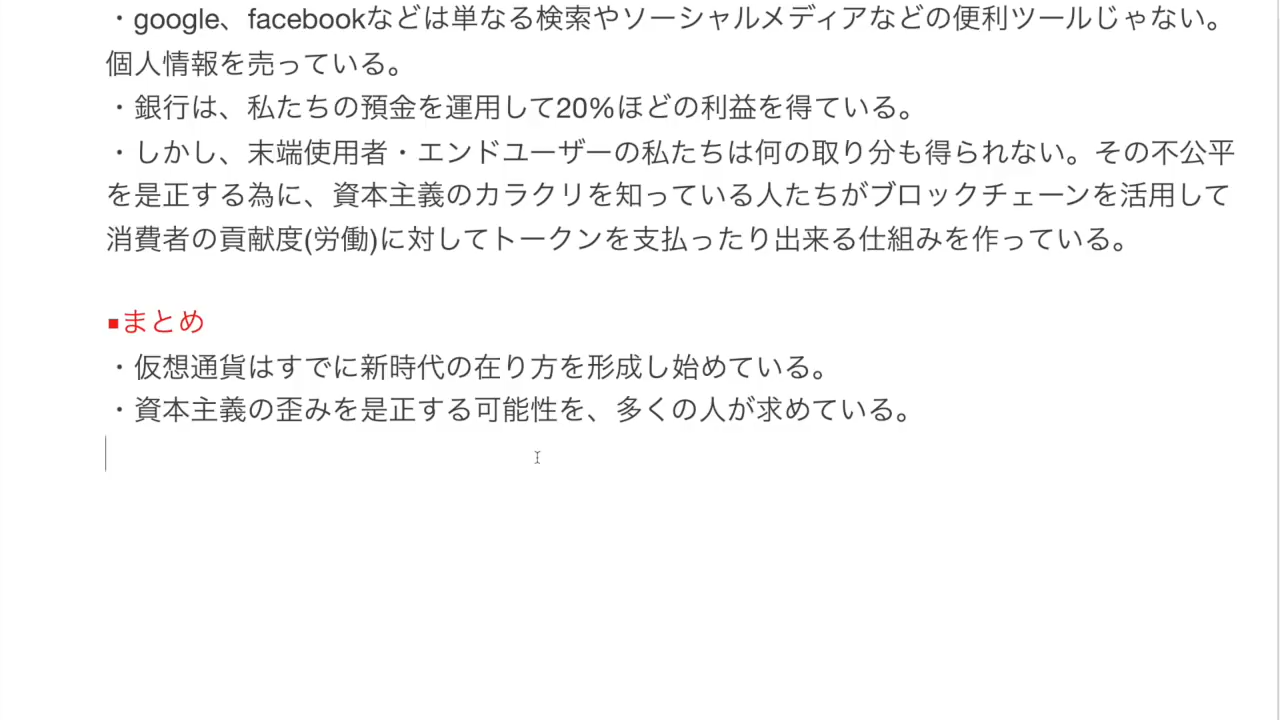 ・google、facebookなどは単なる検索やソーシャルメディアなどの便利ツールじゃない。
個人情報を売っている。
・銀行は、私たちの預金を運用して20%ほどの利益を得ている。
・しかし、末端使用者・エンドユーザーの私たちは何の取り分も得られない。その不公平
を是正する為に、資本主義のカラクリを知っている人たちがブロックチェーンを活用して
消費者の貢献度(労働)に対してトークンを支払ったり出来る仕組みを作っている。
■まとめ
・仮想通貨はすでに新時代の在り方を形成し始めている。
・資本主義の歪みを是正する可能性を、多くの人が求めている。